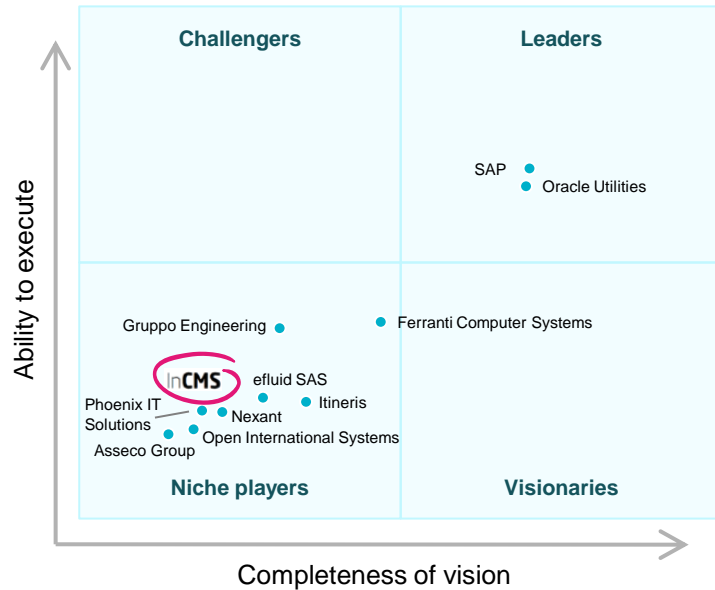 Challengers
Leaders
SAP
Oracle Utilities
Ability to execute
Gruppo Engineering
Ferranti Computer Systems
InCMS
efluid SAS
Itineris
Phoenix IT
Solutions
Nexant
Open International Systems
Asseco Group
Niche players
Visionaries
Completeness of vision